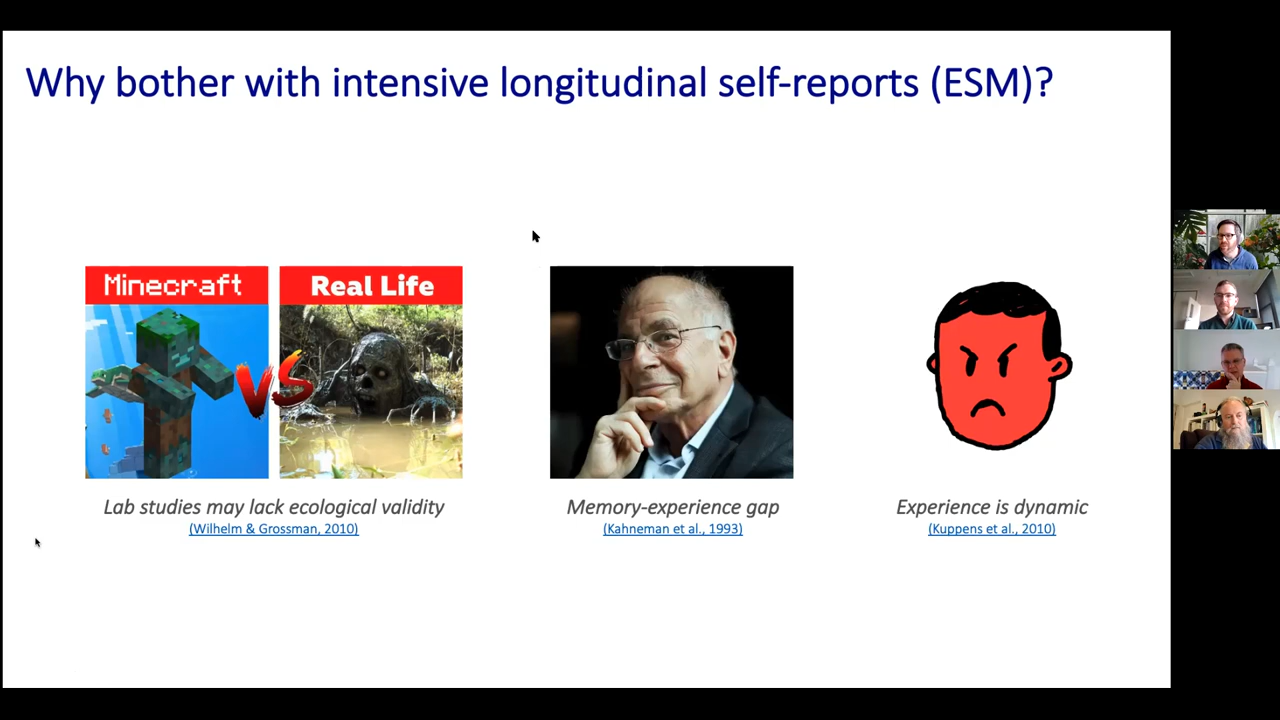 Why bother with intensive longitudinal self-reports (ESM)?
Minecraft
VS
Real Life
Lab studies may lack ecological validity
(Wilhelm & Grossman, 2010)
Memory-experience gap
(Kahneman et al., 1993)
Experience is dynamic
(Kuppens et al., 2010)